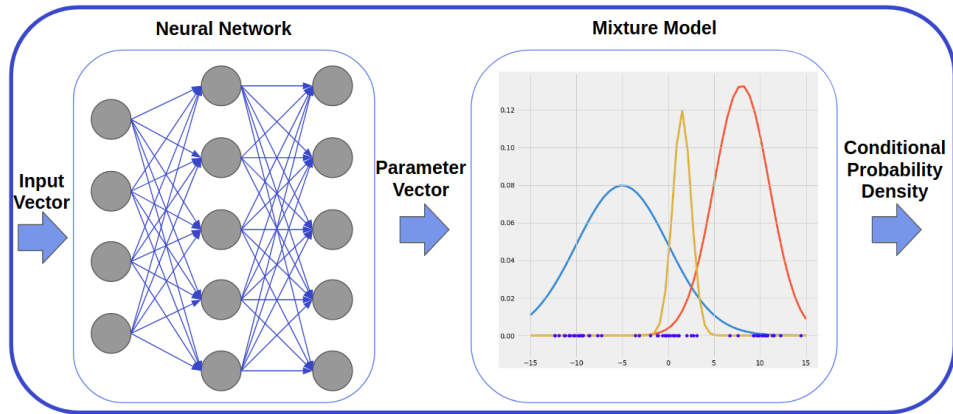 Neural Network
Mixture Model
Input
Vector
Parameter
Vector
Conditional
Probability
Density
0.12
0.10
0.08
0.06
0.04
0.02
0.00
−15
−10
−5
0
5
10
15